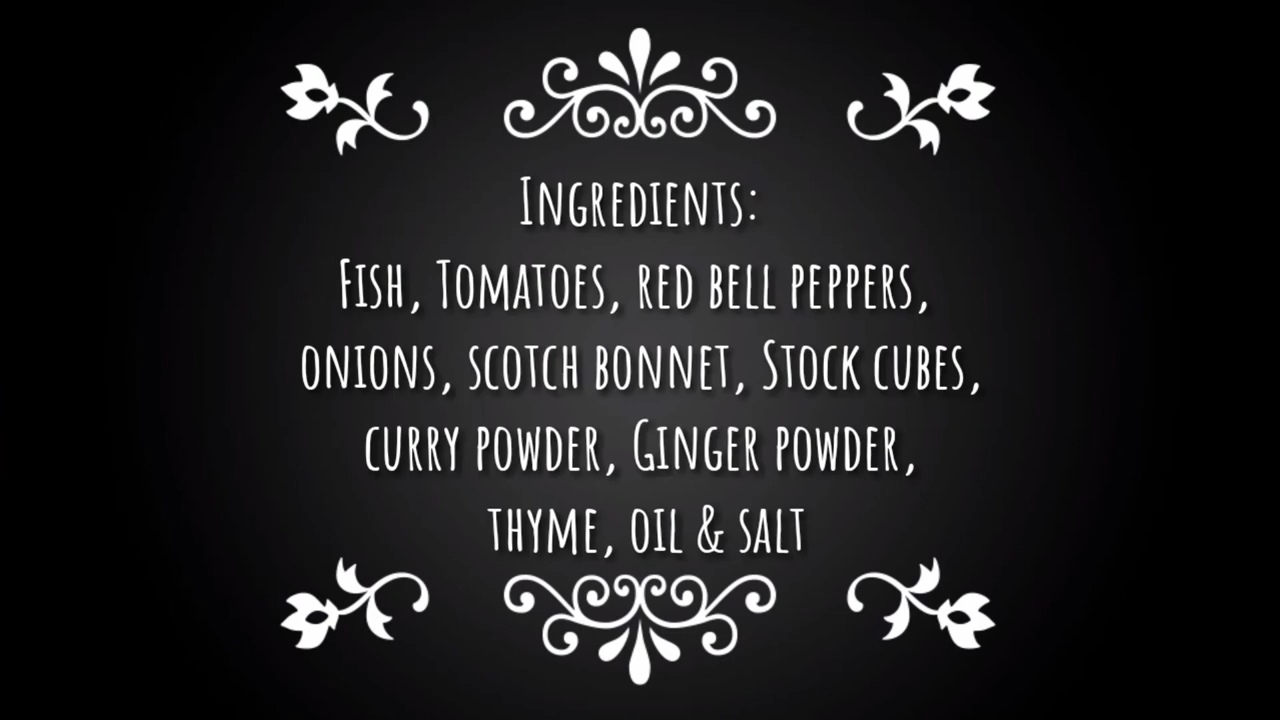 Ingredients:
Fish, Tomatoes, red bell peppers,
onions, scotch bonnet, Stock cubes,
curry powder, Ginger powder,
thyme, oil & salt